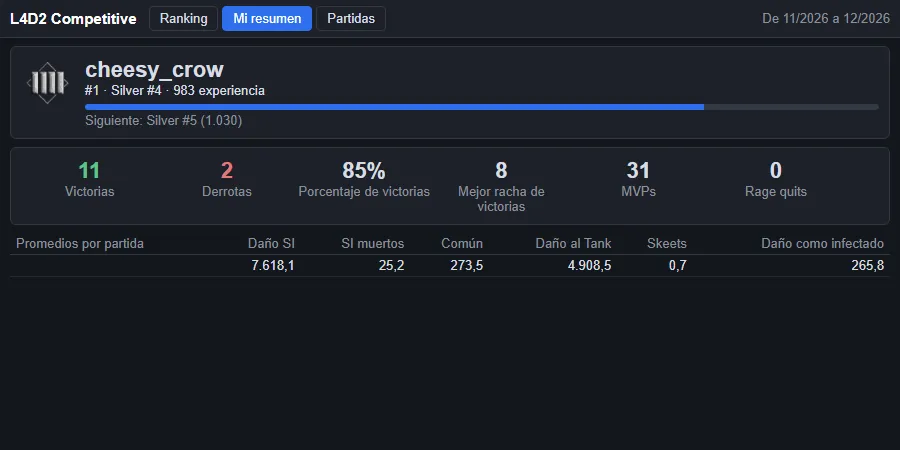 L4D2 Competitive Ranking Mi resumen Partidas De 11/2026 a 12/2026
cheesy_crow
#1 · Silver #4 · 983 experiencia
Siguiente: Silver #5 (1.030)
11 2 85% 8 31 0
Victorias Derrotas Porcentaje de victorias Mejor racha de victorias MVPs Rage quits
Promedios por partida Daño SI SI muertos Común Daño al Tank Skeets Daño como infectado
7.618,1 25,2 273,5 4.908,5 0,7 265,8